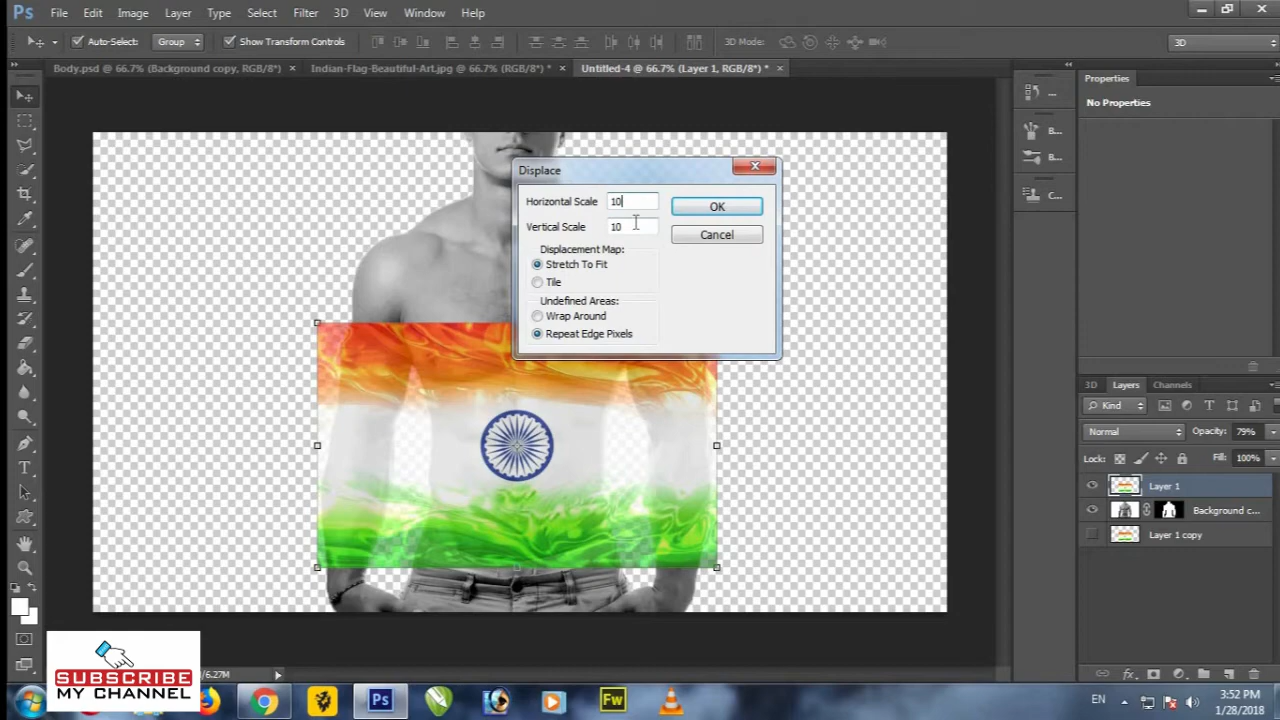 Ps File Edit Image Layer Type Select Filter 3D View Window Help
Auto-Select: Group Show Transform Controls 3D Mode: 3D
Body.psd @ 66.7% (Background copy, RGB/8*) × Indian-Flag-Beautiful-Art.jpg @ 66.7% (RGB/8*) * × Untitled-4 @ 66.7% (Layer 1, RGB/8*) * ×
Properties
No Properties
...
B...
B...
C...
Displace
Horizontal Scale 10
OK
Vertical Scale 10
Cancel
Displacement Map:
Stretch To Fit
Tile
Undefined Areas:
Wrap Around
Repeat Edge Pixels
3D Layers Channels
Kind
Normal Opacity: 79%
Lock: Fill: 100%
Layer 1
Background c...
Layer 1 copy
SUBSCRIBE
MY CHANNEL
/6.27M
Ps Fw
EN
3:52 PM
1/28/2018